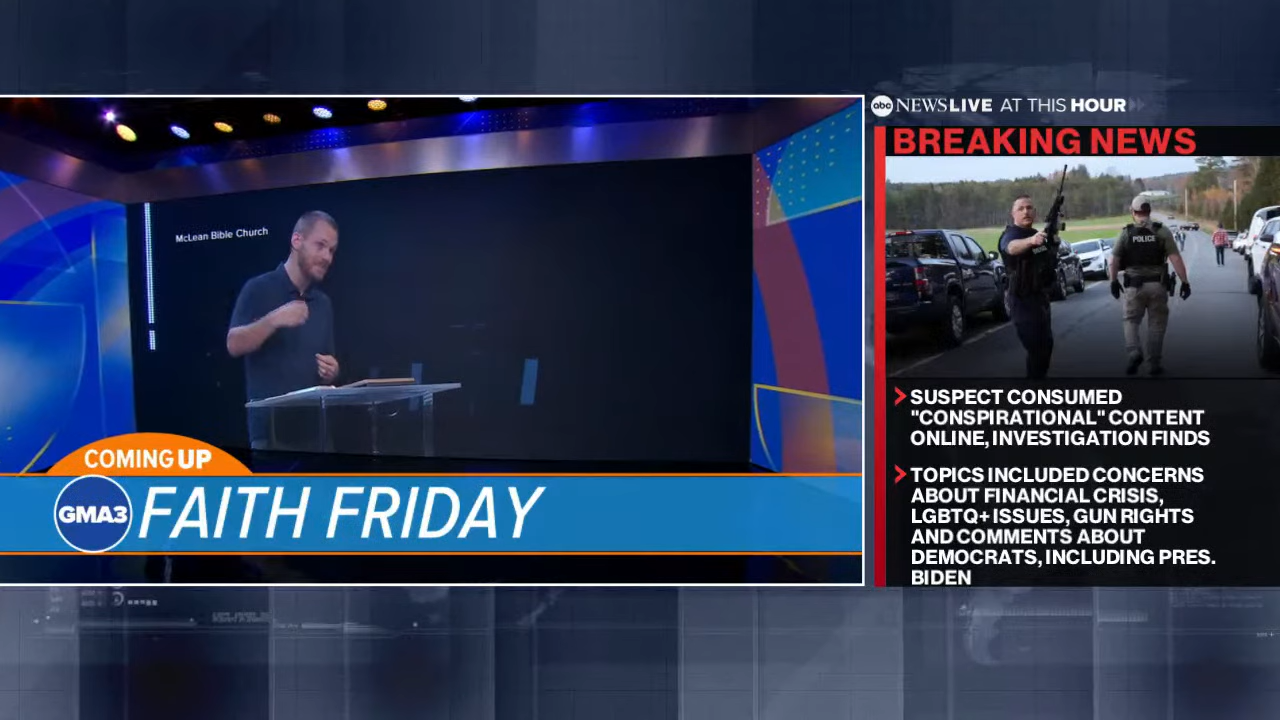 McLean Bible Church
COMING UP
GMA3
FAITH FRIDAY
abc NEWS LIVE AT THIS HOUR
BREAKING NEWS
POLICE
SUSPECT CONSUMED
"CONSPIRATIONAL" CONTENT
ONLINE, INVESTIGATION FINDS
TOPICS INCLUDED CONCERNS
ABOUT FINANCIAL CRISIS,
LGBTQ+ ISSUES, GUN RIGHTS
AND COMMENTS ABOUT
DEMOCRATS, INCLUDING PRES.
BIDEN